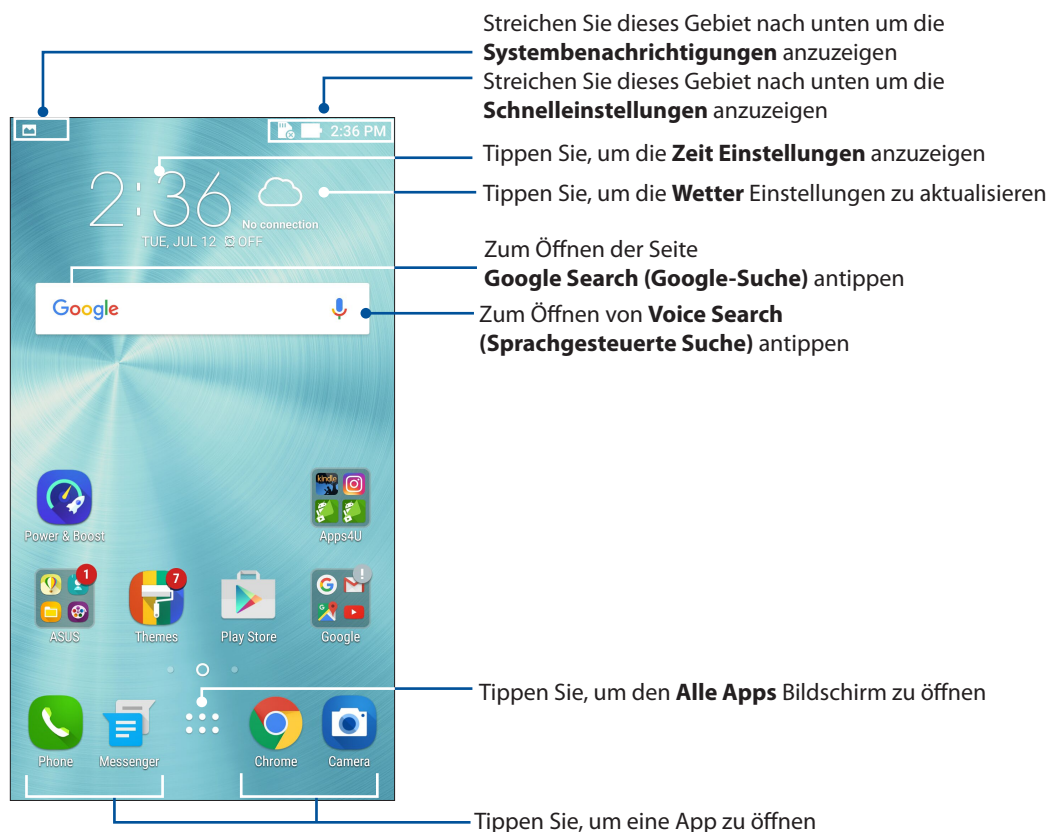 Streichen Sie dieses Gebiet nach unten um die
Systembenachrichtigungen anzuzeigen
Streichen Sie dieses Gebiet nach unten um die
Schnelleinstellungen anzuzeigen
2:36 PM
Tippen Sie, um die Zeit Einstellungen anzuzeigen
2:36
Tippen Sie, um die Wetter Einstellungen zu aktualisieren
No connection
TUE, JUL 12 OFF
Zum Öffnen der Seite
Google Search (Google-Suche) antippen
Google
Zum Öffnen von Voice Search
(Sprachgesteuerte Suche) antippen
kindle
Power & Boost
Apps4U
1
7
!
G
ASUS
Themes
Play Store
Google
Tippen Sie, um den Alle Apps Bildschirm zu öffnen
Phone
Messenger
Chrome
Camera
Tippen Sie, um eine App zu öffnen